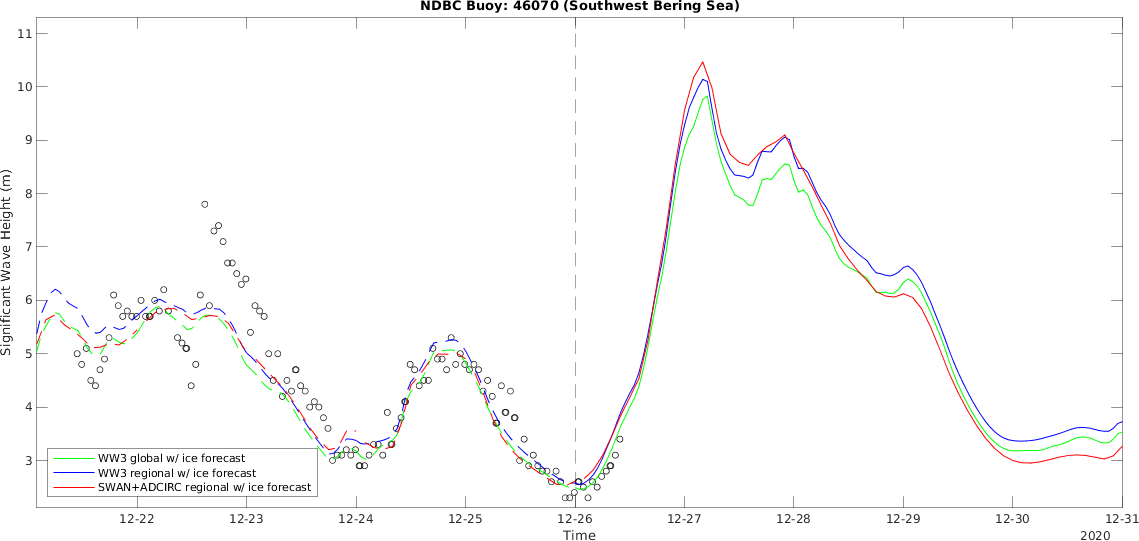 NDBC Buoy: 46070 (Southwest Bering Sea)
11
10
9
8
7
6
5
4
3
Significant Wave Height (m)
WW3 global w/ ice forecast
WW3 regional w/ ice forecast
SWAN+ADCIRC regional w/ ice forecast
12-22 12-23 12-24 12-25 12-26 12-27 12-28 12-29 12-30 12-31
Time
2020